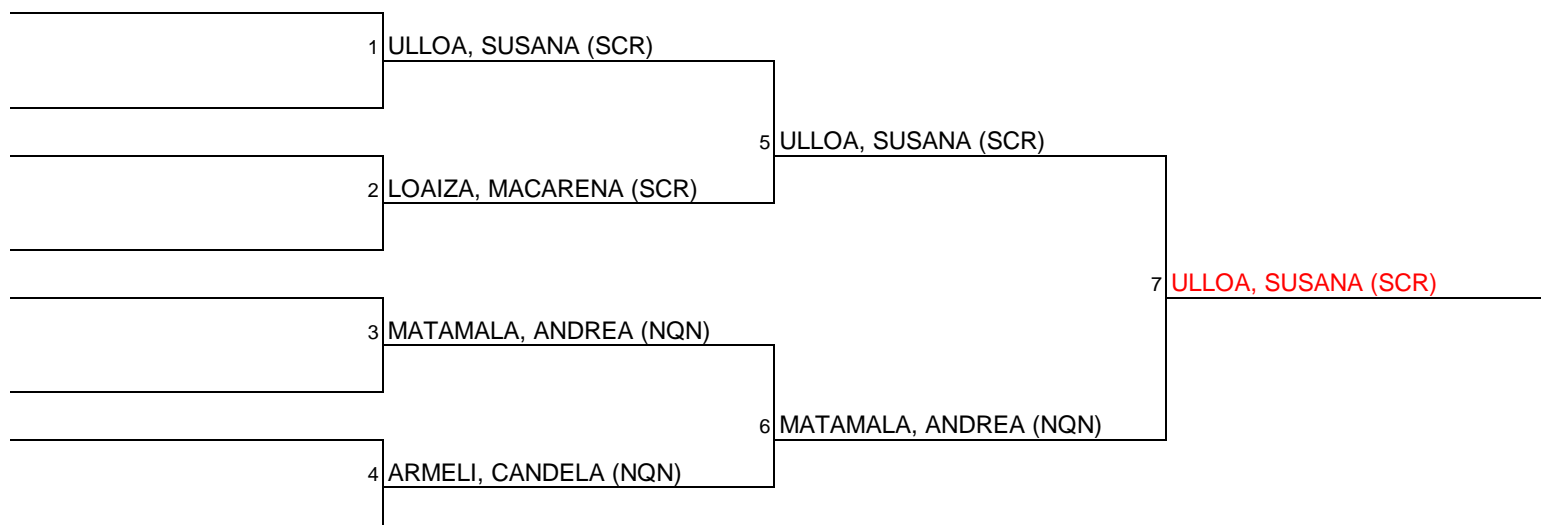 1 ULLOA, SUSANA (SCR)
5 ULLOA, SUSANA (SCR)
2 LOAIZA, MACARENA (SCR)
7 ULLOA, SUSANA (SCR)
3 MATAMALA, ANDREA (NQN)
6 MATAMALA, ANDREA (NQN)
4 ARMELI, CANDELA (NQN)